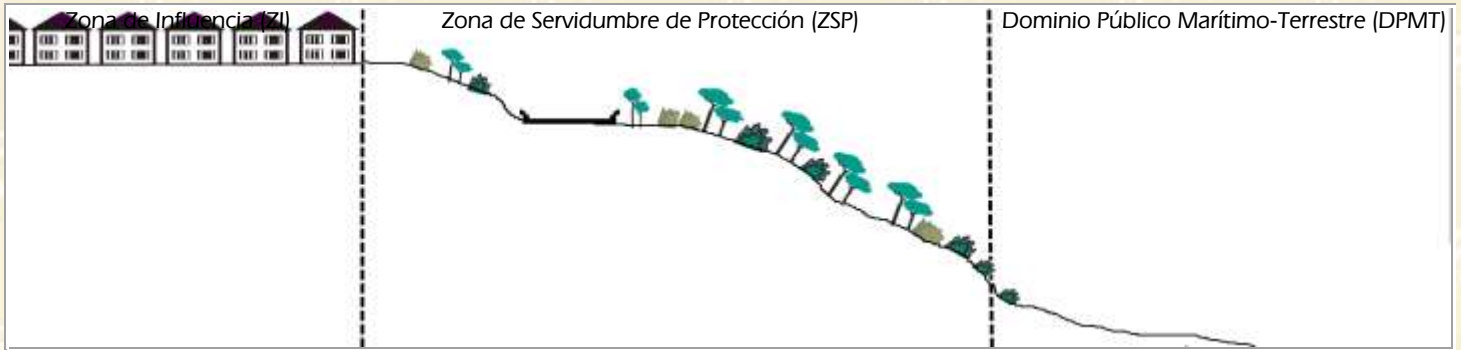 Zona de Influencia (ZI)
Zona de Servidumbre de Protección (ZSP)
Dominio Público Marítimo-Terrestre (DPMT)